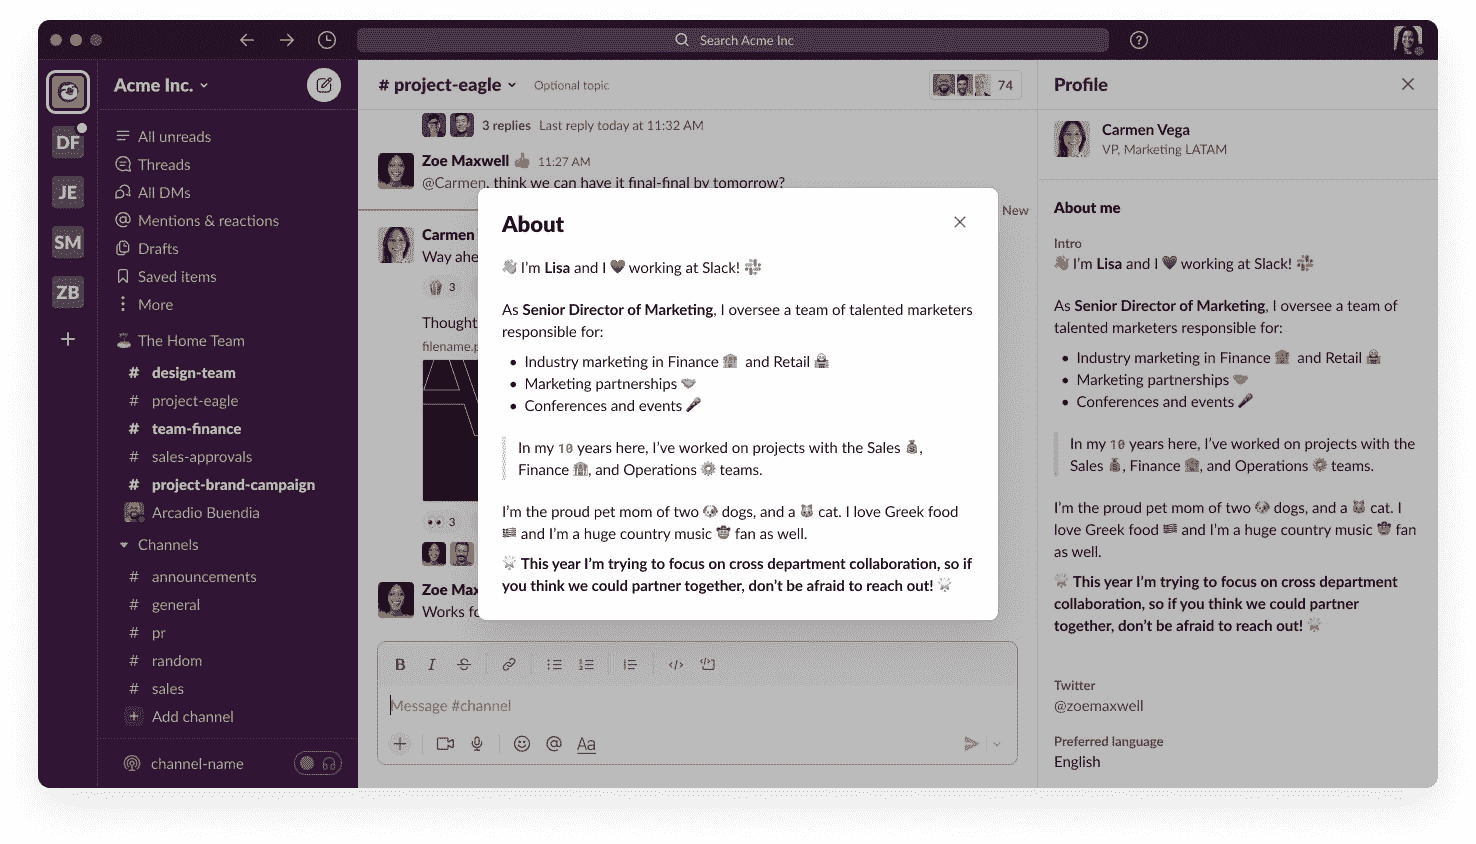 Search Acme Inc
DF
JE
SM
ZB
Acme Inc.
All unreads
Threads
All DMs
Mentions & reactions
Drafts
Saved items
More
The Home Team
# design-team
# project-eagle
# team-finance
# sales-approvals
# project-brand-campaign
Arcadio Buendia
Channels
# announcements
# general
# pr
# random
# sales
+ Add channel
channel-name
# project-eagle
Optional topic
74
3 replies Last reply today at 11:32 AM
Zoe Maxwell 11:27 AM
@Carmen, think we can have it final-final by tomorrow?
New
Carmen
Way
3
Thought
3
Zoe
Works
About
I’m Lisa and I 🖤 working at Slack!
As Senior Director of Marketing, I oversee a team of talented marketers
responsible for:
• Industry marketing in Finance and Retail
• Marketing partnerships
• Conferences and events
In my 10 years here, I’ve worked on projects with the Sales ,
Finance , and Operations teams.
I’m the proud pet mom of two dogs, and a cat. I love Greek food
and I’m a huge country music fan as well.
This year I’m trying to focus on cross department collaboration, so if
you think we could partner together, don’t be afraid to reach out!
B I S
Message #channel
@ Aa
Profile
Carmen Vega
VP, Marketing LATAM
About me
Intro
I’m Lisa and I 🖤 working at Slack!
As Senior Director of Marketing, I oversee a team of
talented marketers responsible for:
• Industry marketing in Finance and Retail
• Marketing partnerships
• Conferences and events
In my 10 years here, I’ve worked on projects with the
Sales , Finance , and Operations teams.
I’m the proud pet mom of two dogs, and a cat. I
love Greek food and I’m a huge country music fan
as well.
This year I’m trying to focus on cross department
collaboration, so if you think we could partner
together, don’t be afraid to reach out!
Twitter
@zoemaxwell
Preferred language
English